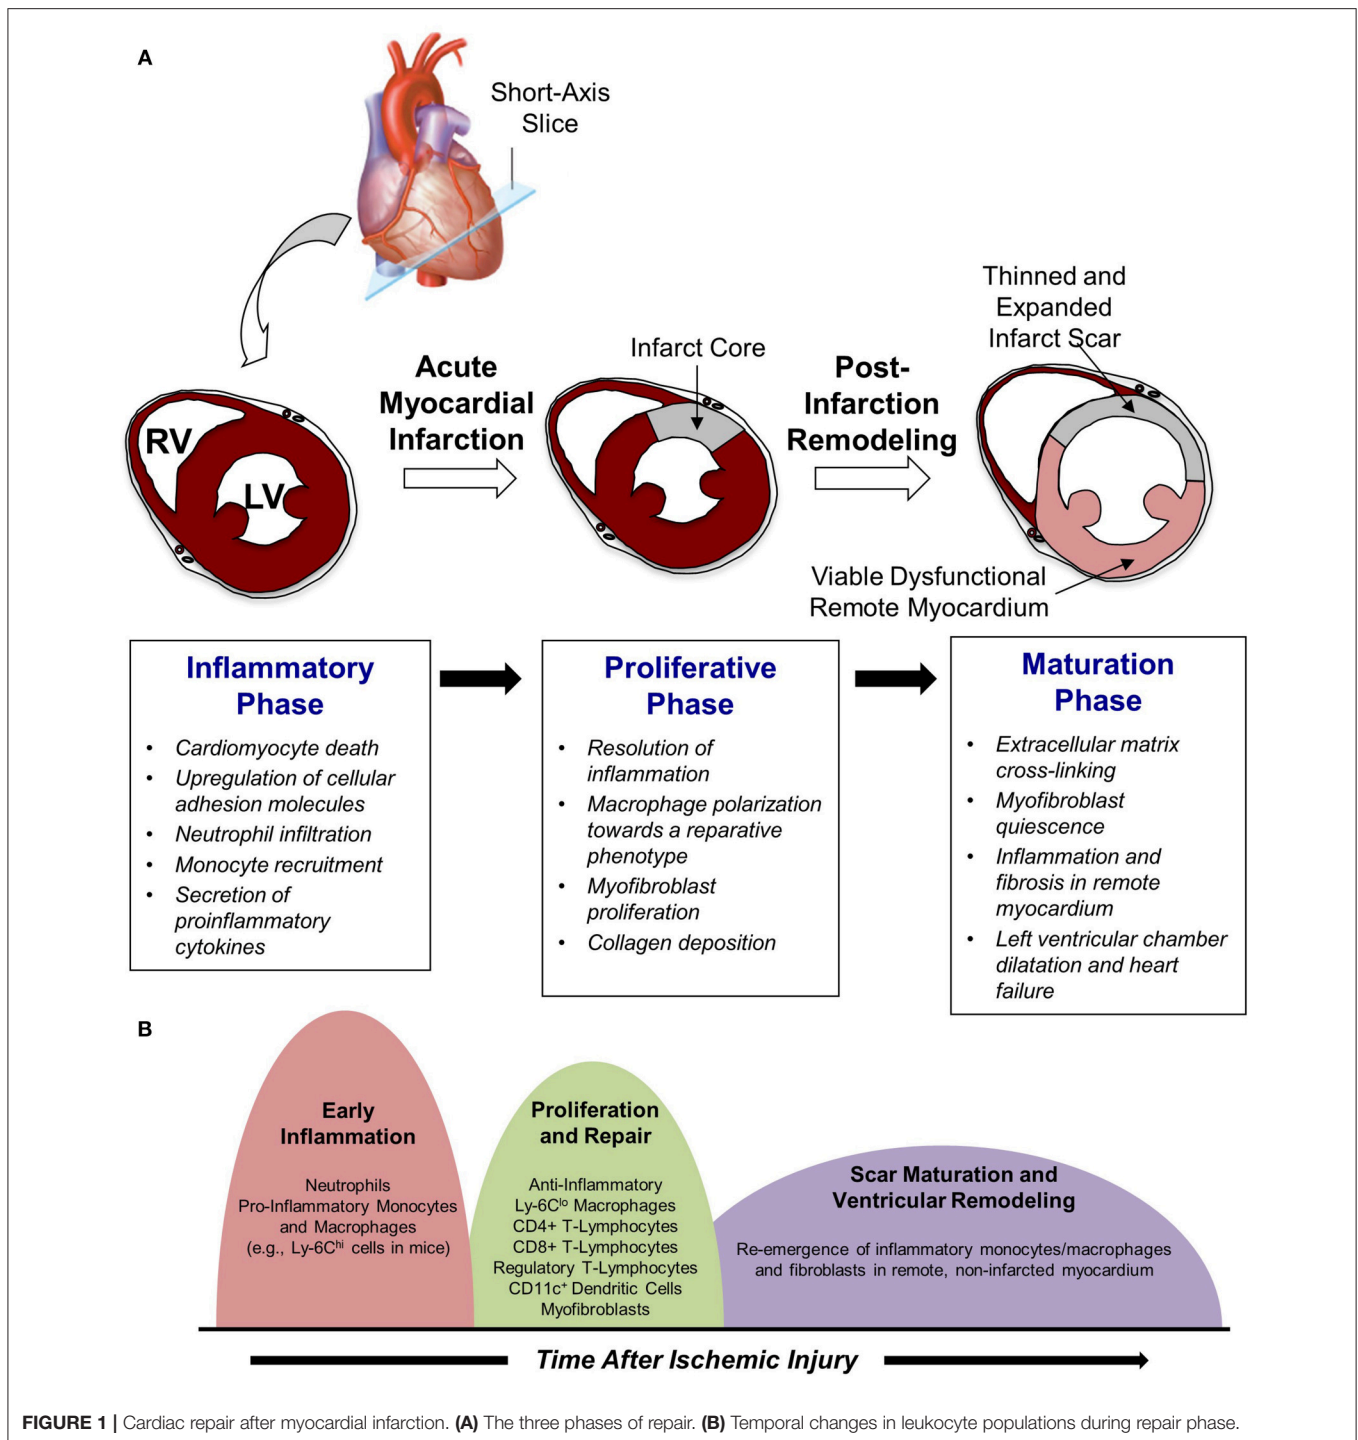 A
Short-Axis
Slice
Thinned and
Expanded
Infarct Scar
Infarct Core
Acute
Myocardial
Infarction
Post-
Infarction
Remodeling
RV
LV
Viable Dysfunctional
Remote Myocardium
Inflammatory
Phase
• Cardiomyocyte death
• Upregulation of cellular
adhesion molecules
• Neutrophil infiltration
• Monocyte recruitment
• Secretion of
proinflammatory
cytokines
Proliferative
Phase
• Resolution of
inflammation
• Macrophage polarization
towards a reparative
phenotype
• Myofibroblast
proliferation
• Collagen deposition
Maturation
Phase
• Extracellular matrix
cross-linking
• Myofibroblast
quiescence
• Inflammation and
fibrosis in remote
myocardium
• Left ventricular chamber
dilatation and heart
failure
B
Early
Inflammation
Neutrophils
Pro-Inflammatory Monocytes
and Macrophages
(e.g., Ly-6Cʰⁱ cells in mice)
Proliferation
and Repair
Anti-Inflammatory
Ly-6Cˡᵒ Macrophages
CD4+ T-Lymphocytes
CD8+ T-Lymphocytes
Regulatory T-Lymphocytes
CD11c⁺ Dendritic Cells
Myofibroblasts
Scar Maturation and
Ventricular Remodeling
Re-emergence of inflammatory monocytes/macrophages
and fibroblasts in remote, non-infarcted myocardium
Time After Ischemic Injury
FIGURE 1 | Cardiac repair after myocardial infarction. (A) The three phases of repair. (B) Temporal changes in leukocyte populations during repair phase.